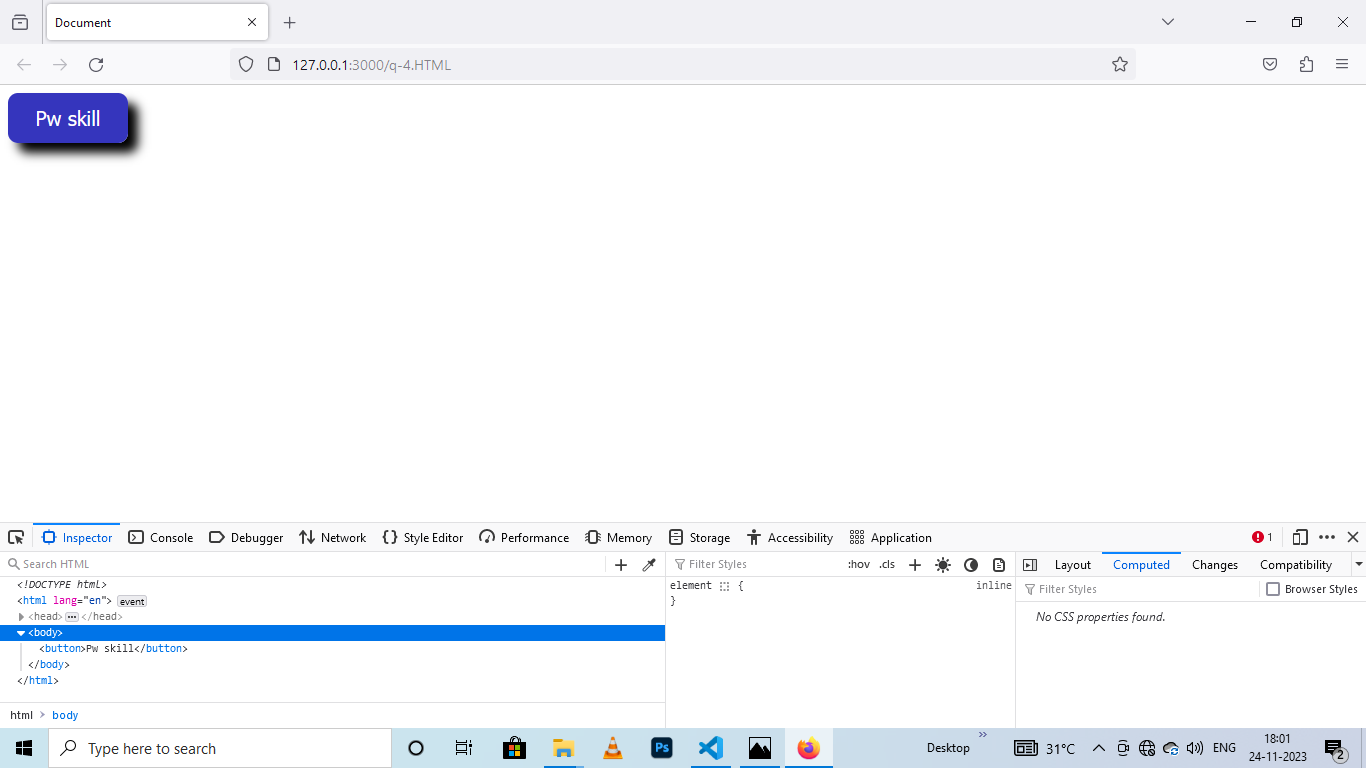 Document
127.0.0.1:3000/q-4.HTML
Pw skill
Inspector Console Debugger Network Style Editor Performance Memory Storage Accessibility Application 1
Search HTML
Filter Styles :hov .cls
Layout Computed Changes Compatibility
<!DOCTYPE html>
<html lang="en"> event
<head> </head>
<body>
<button>Pw skill</button>
</body>
</html>
element { inline
}
Filter Styles Browser Styles
No CSS properties found.
html > body
Type here to search
Ps
Desktop
31°C
ENG
18:01
24-11-2023
2